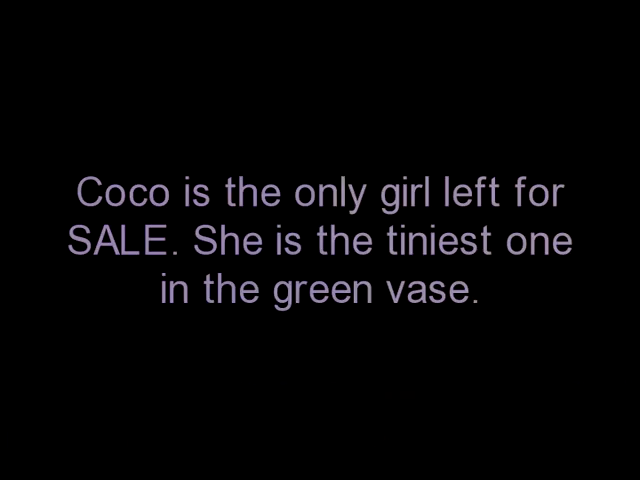 Coco is the only girl left for
SALE. She is the tiniest one
in the green vase.